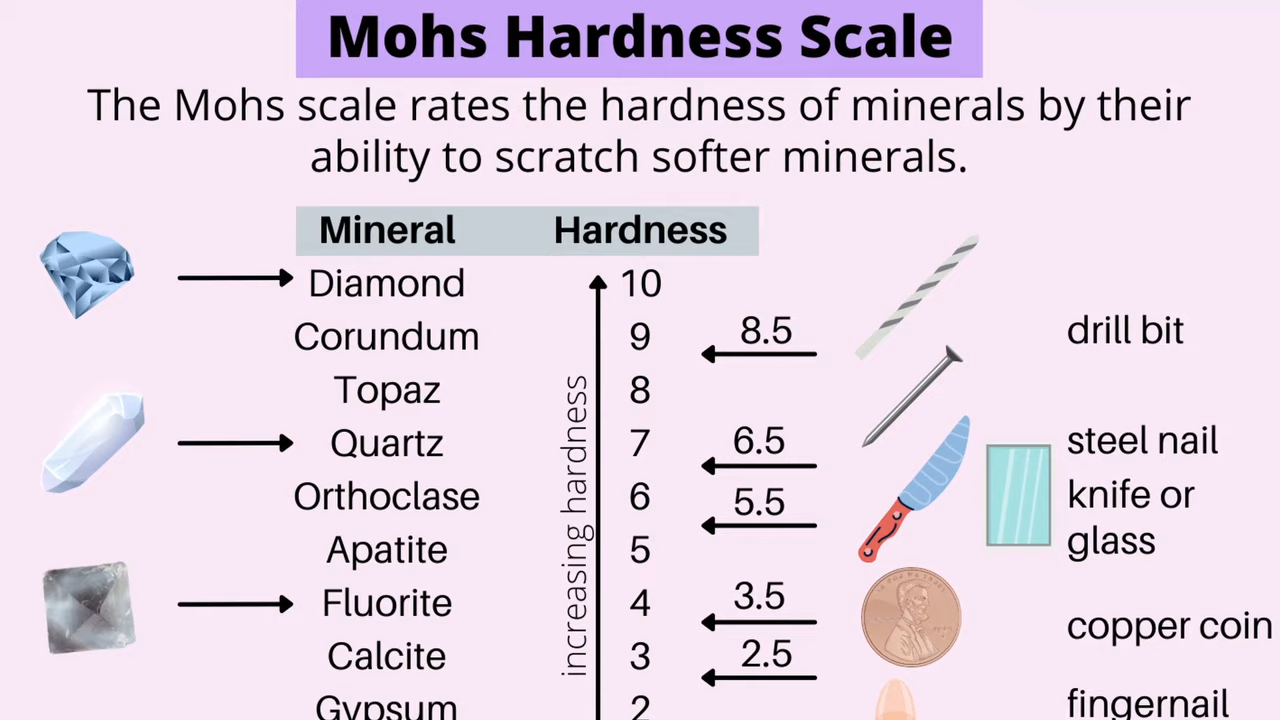 Mohs Hardness Scale
The Mohs scale rates the hardness of minerals by their
ability to scratch softer minerals.
Mineral Hardness
Diamond 10
Corundum 9 8.5 drill bit
Topaz 8
Quartz 7 6.5 steel nail
Orthoclase 6 5.5 knife or
glass
Apatite 5
Fluorite 4 3.5 copper coin
Calcite 3 2.5
Gypsum 2 fingernail
increasing hardness